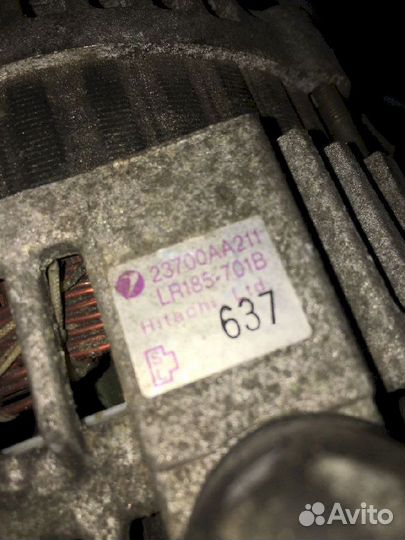 23700AA211
LR185-701B
Hitachi Ltd
637
S
Avito